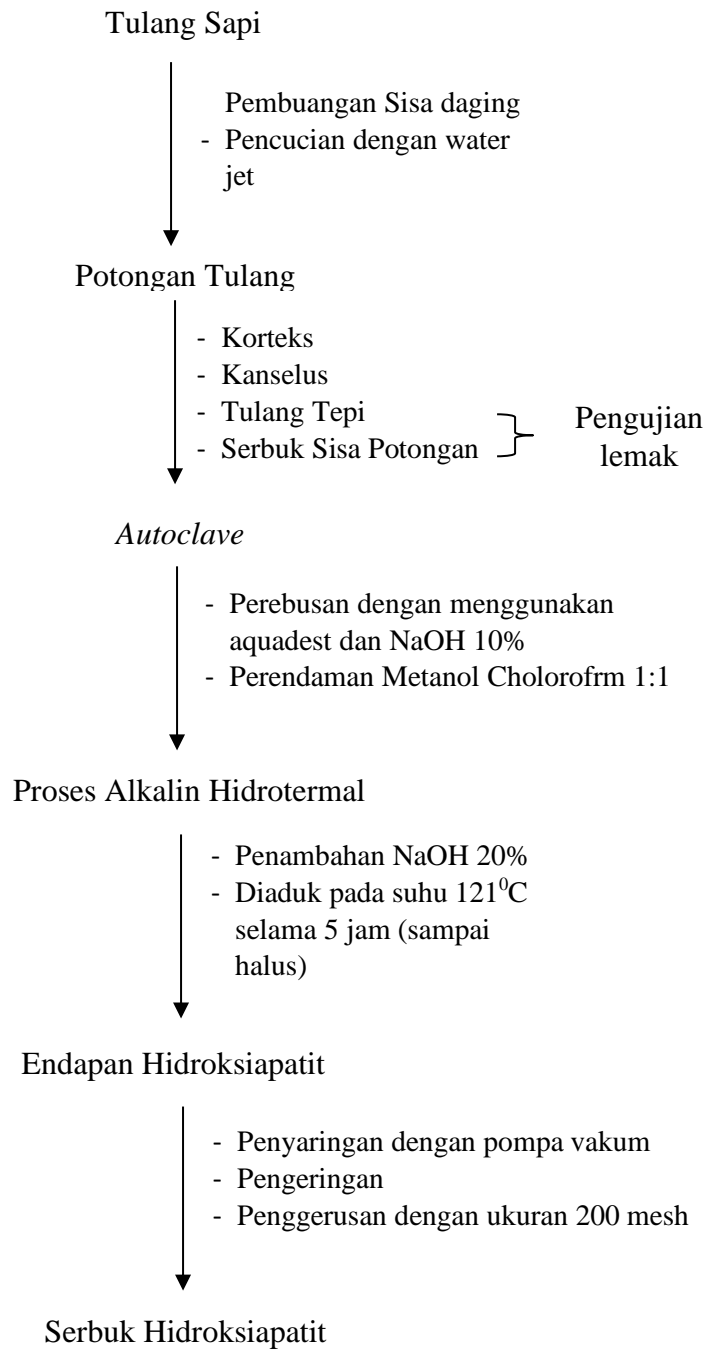 Tulang Sapi
Pembuangan Sisa daging
- Pencucian dengan water
jet
Potongan Tulang
- Korteks
- Kanselus
- Tulang Tepi
- Serbuk Sisa Potongan
Pengujian
lemak
Autoclave
- Perebusan dengan menggunakan
aquadest dan NaOH 10%
- Perendaman Metanol Cholorofrm 1:1
Proses Alkalin Hidrotermal
- Penambahan NaOH 20%
- Diaduk pada suhu 121⁰C
selama 5 jam (sampai
halus)
Endapan Hidroksiapatit
- Penyaringan dengan pompa vakum
- Pengeringan
- Penggerusan dengan ukuran 200 mesh
Serbuk Hidroksiapatit